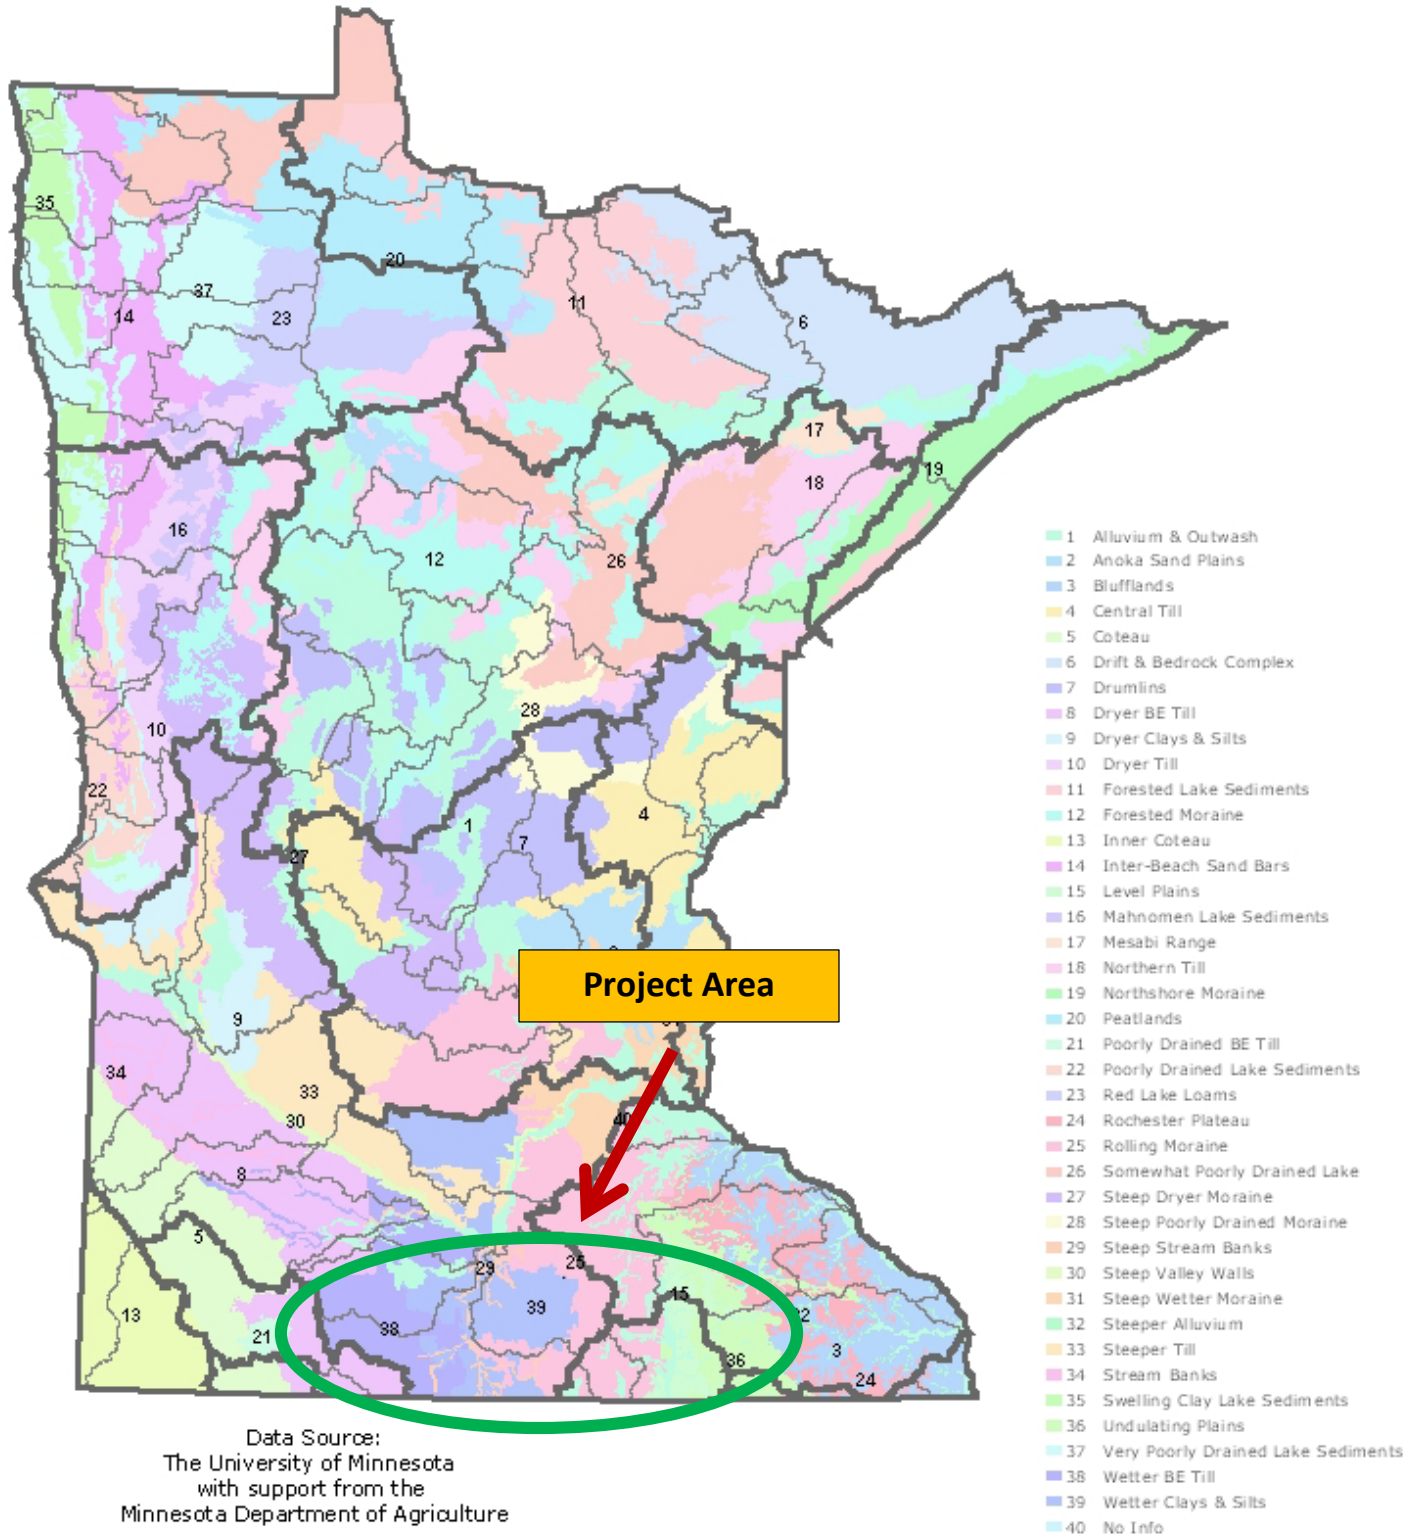 35
20
37
14
23
11
6
17
19
18
16
12
26
28
10
22
1
7
4
27
9
34
33
30
40
8
5
29
25
15
13
39
38
21
32
3
36
24
Project Area
1 Alluvium & Outwash
2 Anoka Sand Plains
3 Blufflands
4 Central Till
5 Coteau
6 Drift & Bedrock Complex
7 Drumlins
8 Dryer BE Till
9 Dryer Clays & Silts
10 Dryer Till
11 Forested Lake Sediments
12 Forested Moraine
13 Inner Coteau
14 Inter-Beach Sand Bars
15 Level Plains
16 Mahnomen Lake Sediments
17 Mesabi Range
18 Northern Till
19 Northshore Moraine
20 Peatlands
21 Poorly Drained BE Till
22 Poorly Drained Lake Sediments
23 Red Lake Loams
24 Rochester Plateau
25 Rolling Moraine
26 Somewhat Poorly Drained Lake
27 Steep Dryer Moraine
28 Steep Poorly Drained Moraine
29 Steep Stream Banks
30 Steep Valley Walls
31 Steep Wetter Moraine
32 Steeper Alluvium
33 Steeper Till
34 Stream Banks
35 Swelling Clay Lake Sediments
36 Undulating Plains
37 Very Poorly Drained Lake Sediments
38 Wetter BE Till
39 Wetter Clays & Silts
40 No Info
Data Source:
The University of Minnesota
with support from the
Minnesota Department of Agriculture